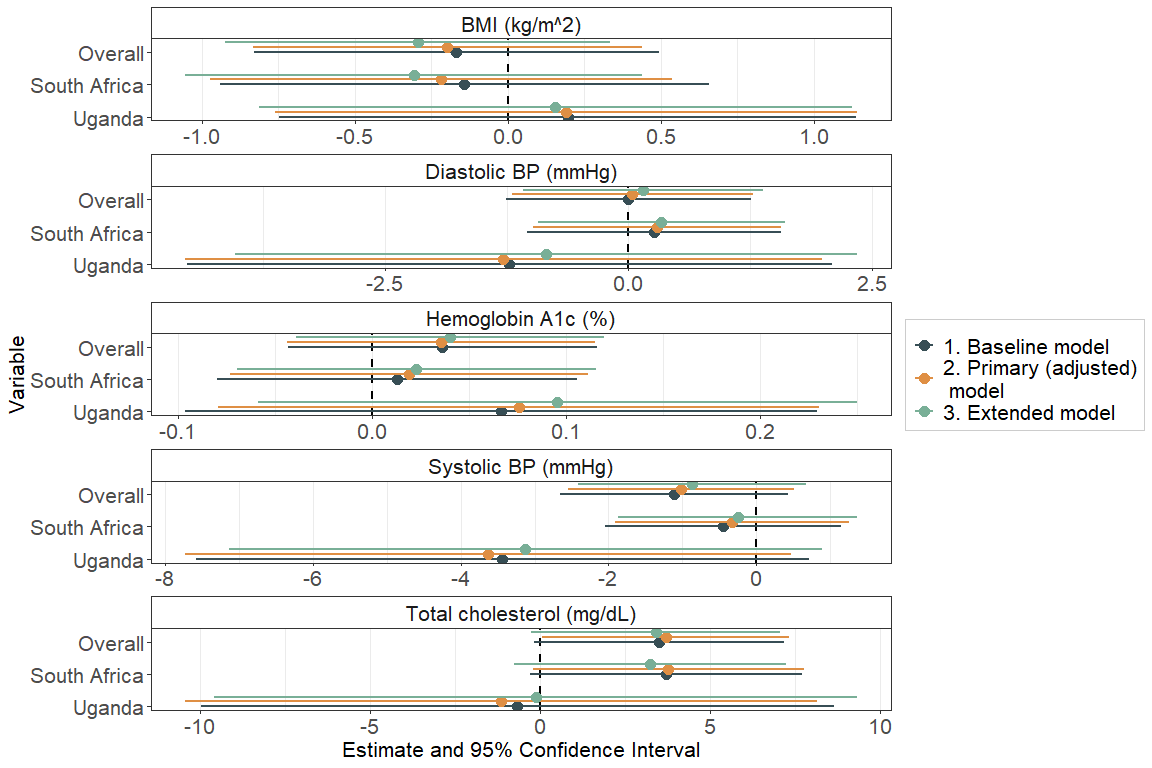 BMI (kg/m^2)
Overall
South Africa
Uganda
-1.0 -0.5 0.0 0.5 1.0
Diastolic BP (mmHg)
Overall
South Africa
Uganda
-2.5 0.0 2.5
Hemoglobin A1c (%)
Overall
South Africa
Uganda
-0.1 0.0 0.1 0.2
Systolic BP (mmHg)
Overall
South Africa
Uganda
-8 -6 -4 -2 0
Total cholesterol (mg/dL)
Overall
South Africa
Uganda
-10 -5 0 5 10
Estimate and 95% Confidence Interval
Variable
1. Baseline model
2. Primary (adjusted)
model
3. Extended model